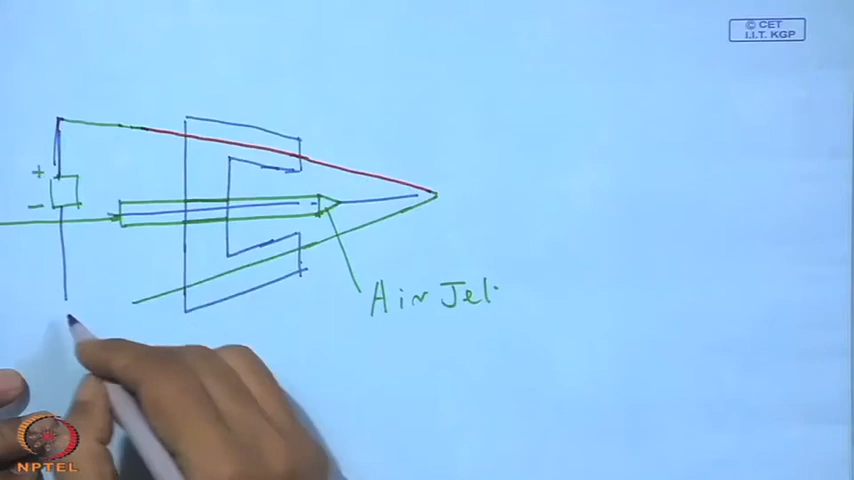 © CET
I.I.T. KGP
+
−
Air Jet
NPTEL